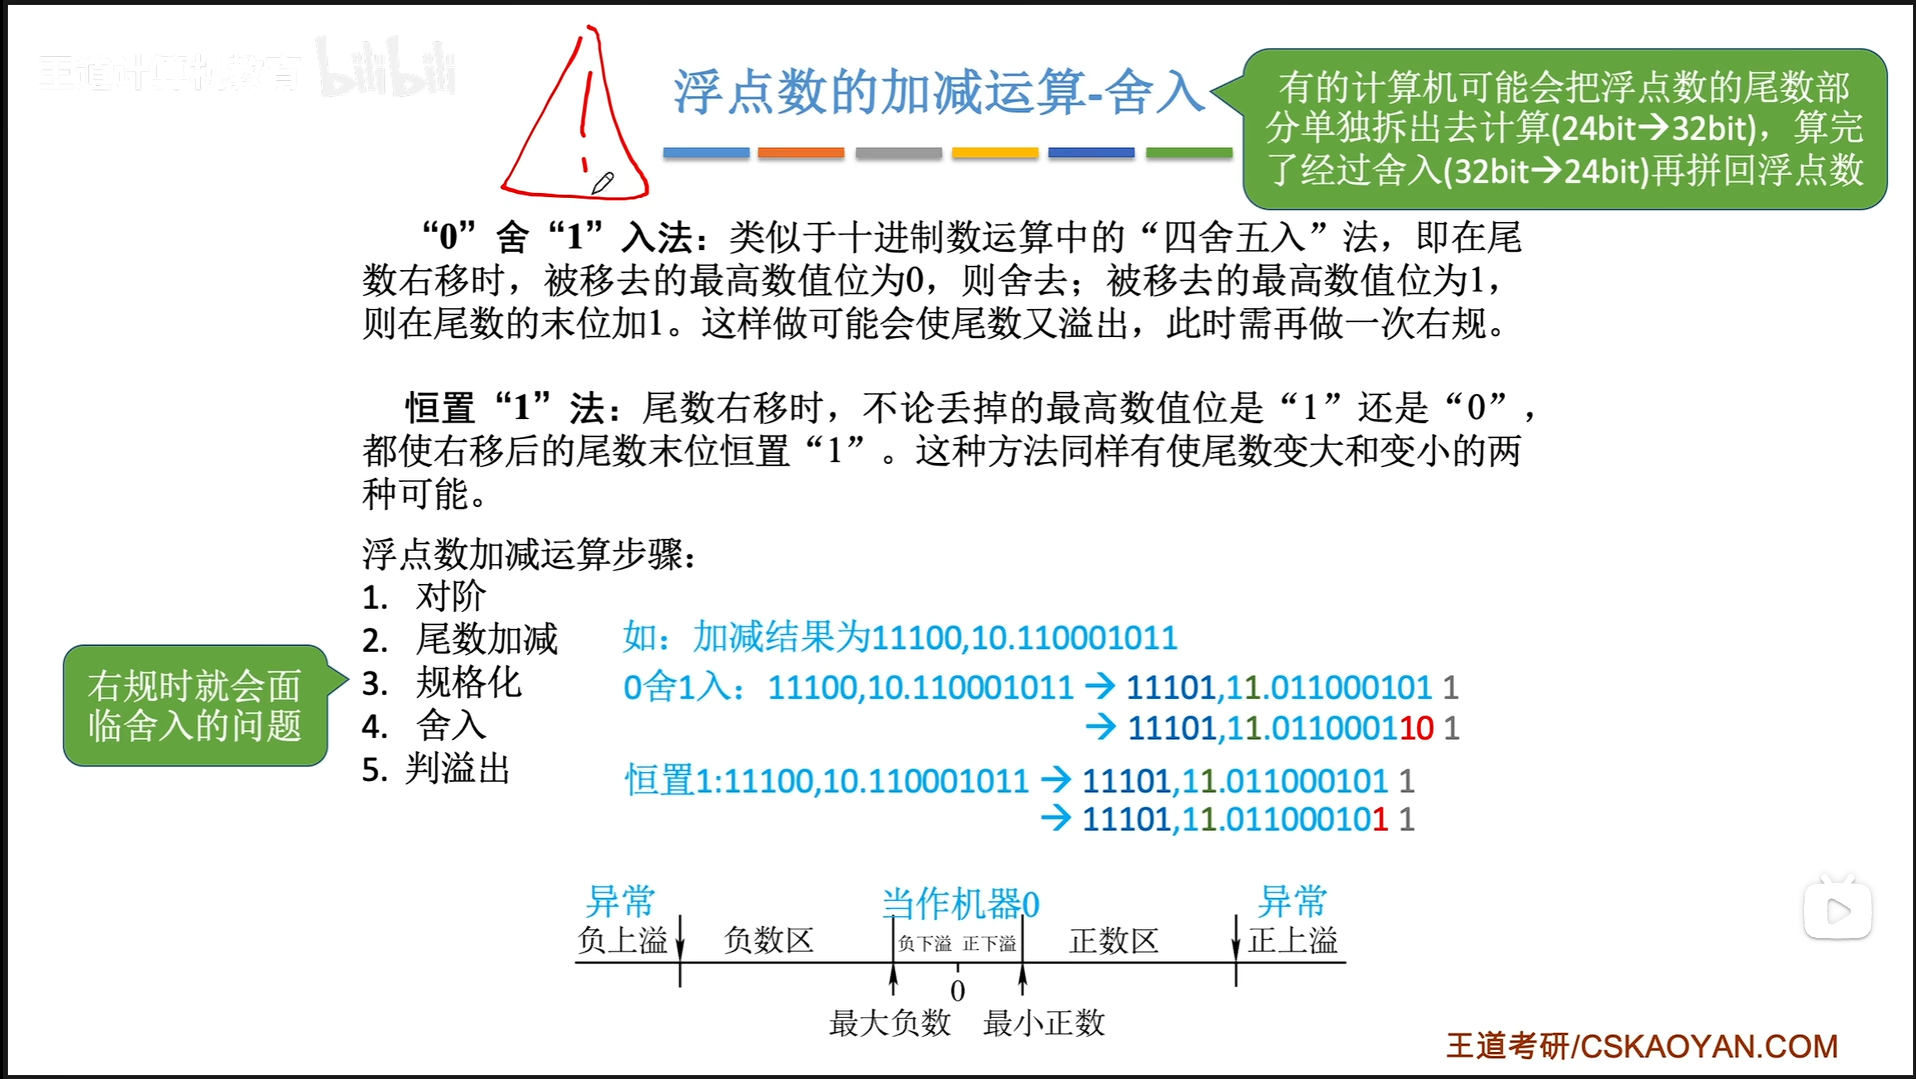 王道计算机教育 bilibili
浮点数的加减运算-舍入
有的计算机可能会把浮点数的尾数部
分单独拆出去计算(24bit→32bit)，算完
了经过舍入(32bit→24bit)再拼回浮点数
“0”舍“1”入法：类似于十进制数运算中的“四舍五入”法，即在尾
数右移时，被移去的最高数值位为0，则舍去；被移去的最高数值位为1，
则在尾数的末位加1。这样做可能会使尾数又溢出，此时需再做一次右规。
恒置“1”法：尾数右移时，不论丢掉的最高数值位是“1”还是“0”，
都使右移后的尾数末位恒置“1”。这种方法同样有使尾数变大和变小的两
种可能。
浮点数加减运算步骤：
1. 对阶
2. 尾数加减
3. 规格化
4. 舍入
5. 判溢出
右规时就会面
临舍入的问题
如：加减结果为11100,10.110001011
0舍1入：11100,10.110001011 → 11101,11.011000101 1
→ 11101,11.011000110 1
恒置1:11100,10.110001011 → 11101,11.011000101 1
→ 11101,11.011000101 1
异常 当作机器0 异常
负上溢 负数区 负下溢 正下溢 正数区 正上溢
0
最大负数 最小正数
王道考研/CSKAOYAN.COM